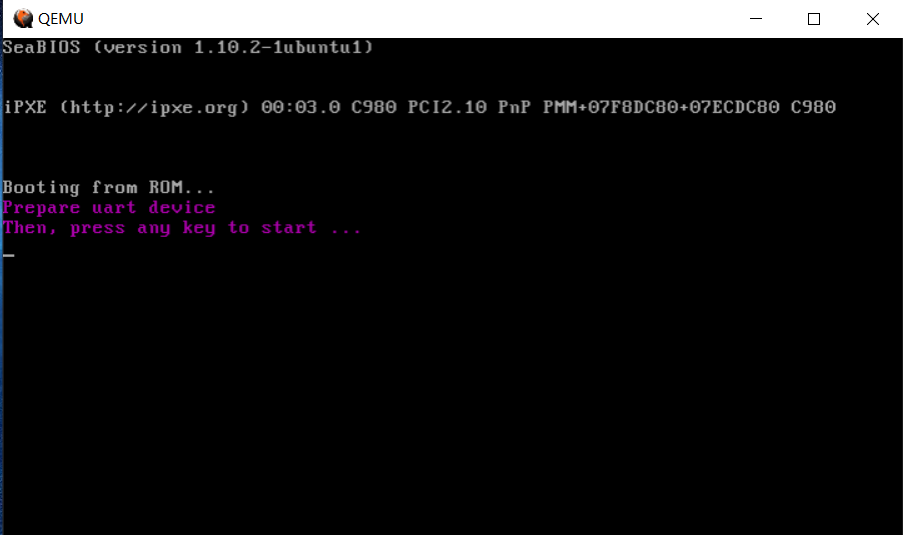 QEMU
SeaBIOS (version 1.10.2-1ubuntu1)
iPXE (http://ipxe.org) 00:03.0 C980 PCI2.10 PnP PMM+07F8DC80+07ECDC80 C980
Booting from ROM...
Prepare uart device
Then, press any key to start ...